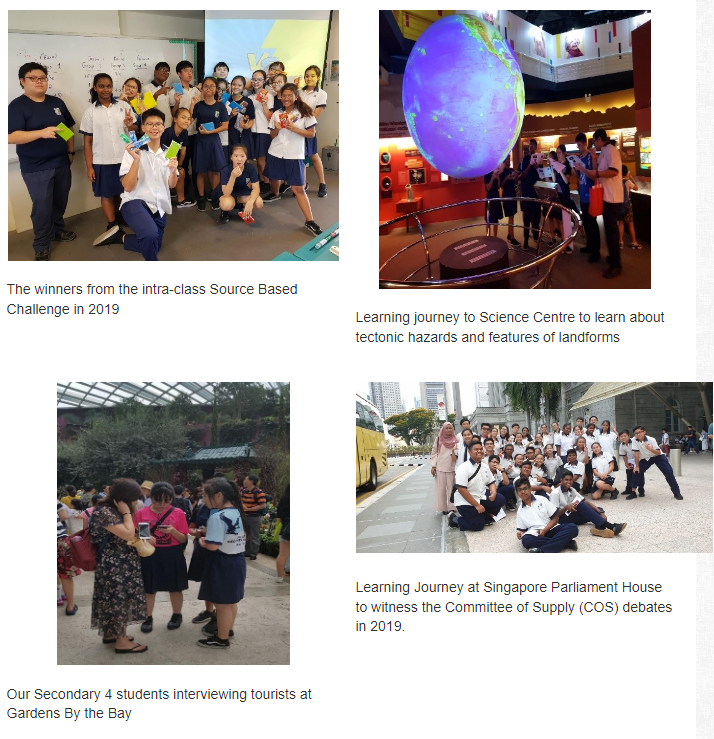 The winners from the intra-class Source Based
Challenge in 2019
Learning journey to Science Centre to learn about
tectonic hazards and features of landforms
Our Secondary 4 students interviewing tourists at
Gardens By the Bay
Learning Journey at Singapore Parliament House
to witness the Committee of Supply (COS) debates
in 2019.